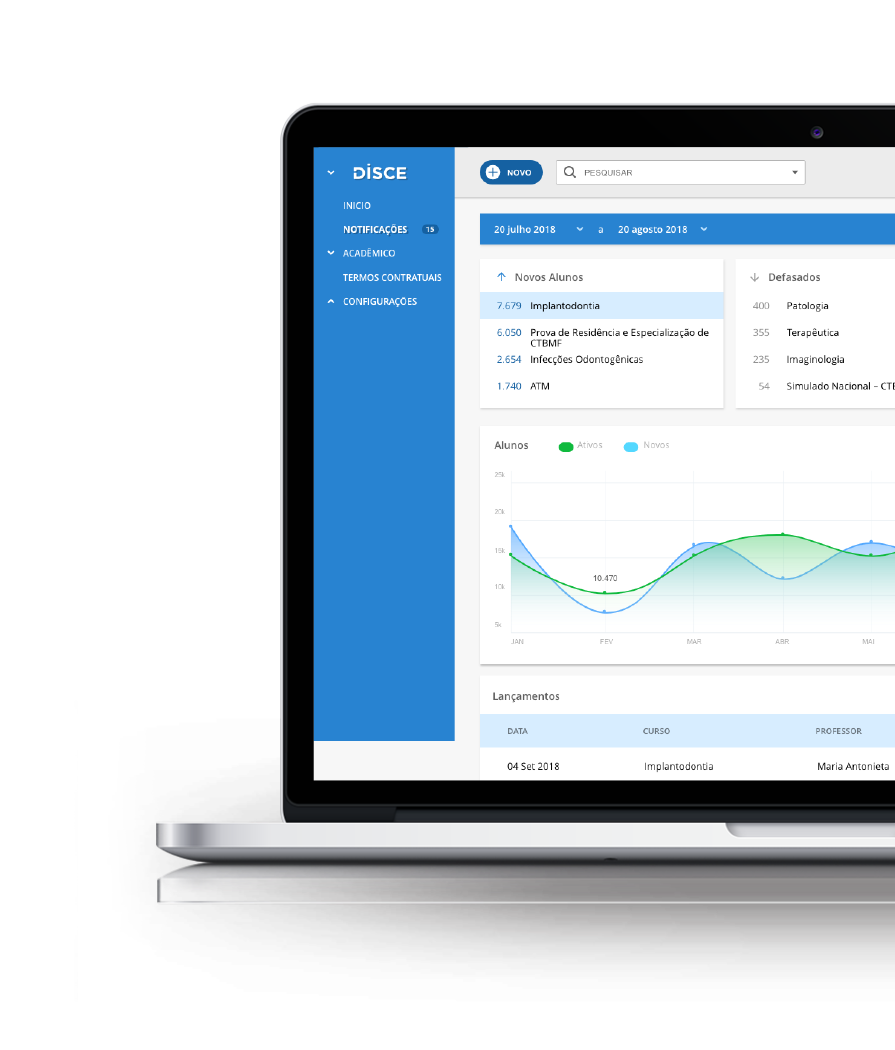 DISCE
INICIO
NOTIFICAÇÕES 15
ACADÊMICO
TERMOS CONTRATUAIS
CONFIGURAÇÕES
NOVO
PESQUISAR
20 julho 2018 a 20 agosto 2018
Novos Alunos
7.679 Implantodontia
6.050 Prova de Residência e Especialização de
CTBMF
2.654 Infecções Odontogênicas
1.740 ATM
Defasados
400 Patologia
355 Terapêutica
235 Imaginologia
54 Simulado Nacional – CTE
Alunos Ativos Novos
25k
20k
15k
10k
5k
10.470
JAN FEV MAR ABR MAI
Lançamentos
DATA CURSO PROFESSOR
04 Set 2018 Implantodontia Maria Antonieta